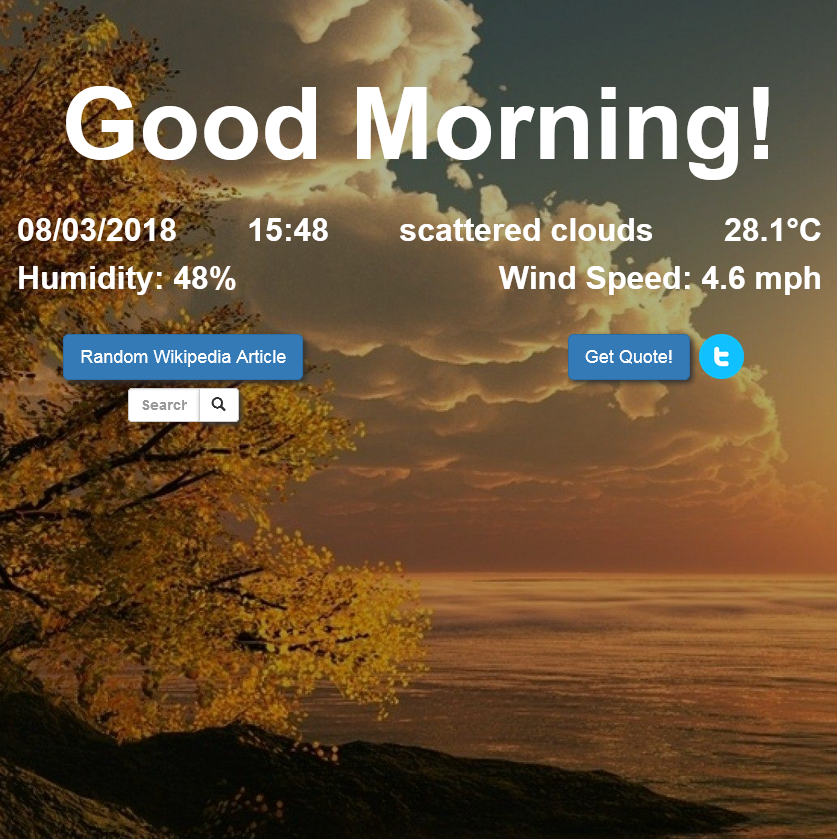 Good Morning!
08/03/2018 15:48 scattered clouds 28.1°C
Humidity: 48% Wind Speed: 4.6 mph
Random Wikipedia Article Get Quote!
Search